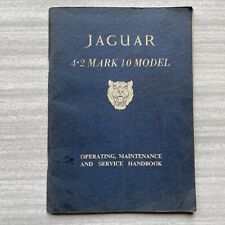 JAGUAR
4·2 MARK 10 MODEL
OPERATING, MAINTENANCE
AND SERVICE HANDBOOK